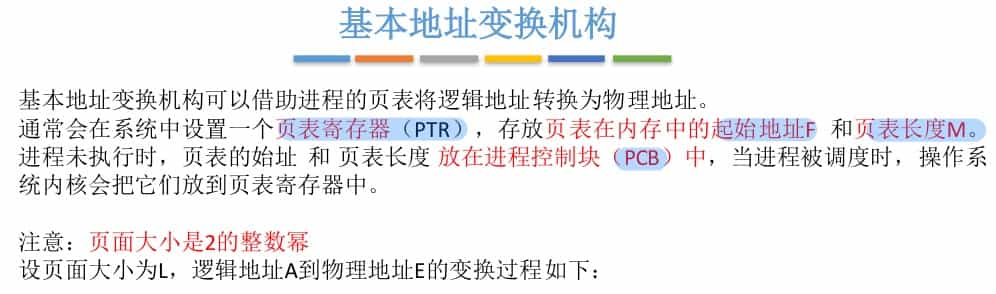 基本地址变换机构
基本地址变换机构可以借助进程的页表将逻辑地址转换为物理地址。
通常会在系统中设置一个页表寄存器（PTR），存放页表在内存中的起始地址F 和页表长度M。
进程未执行时，页表的始址 和 页表长度 放在进程控制块（PCB）中，当进程被调度时，操作系
统内核会把它们放到页表寄存器中。
注意：页面大小是2的整数幂
设页面大小为L，逻辑地址A到物理地址E的变换过程如下：